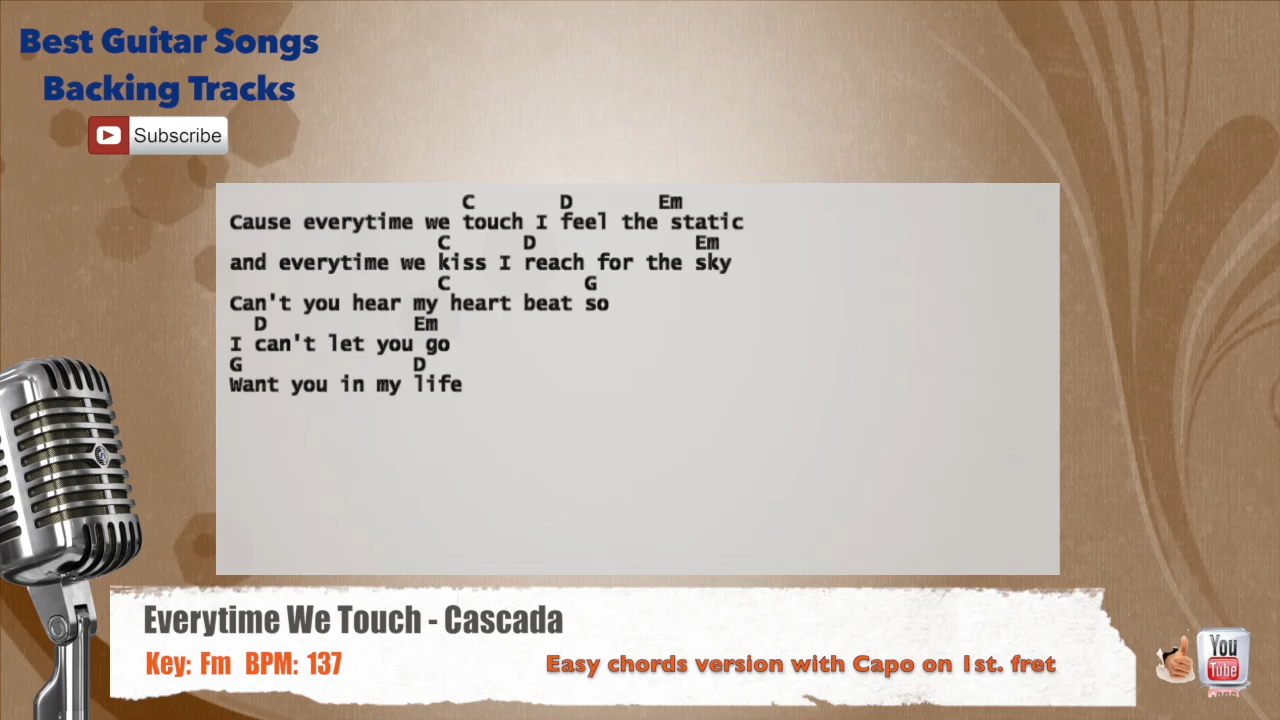 Best Guitar Songs
Backing Tracks
Subscribe
C D Em
Cause everytime we touch I feel the static
C D Em
and everytime we kiss I reach for the sky
C G
Can't you hear my heart beat so
D Em
I can't let you go
G D
Want you in my life
Everytime We Touch - Cascada
Key: Fm BPM: 137
Easy chords version with Capo on 1st. fret
You
Tube